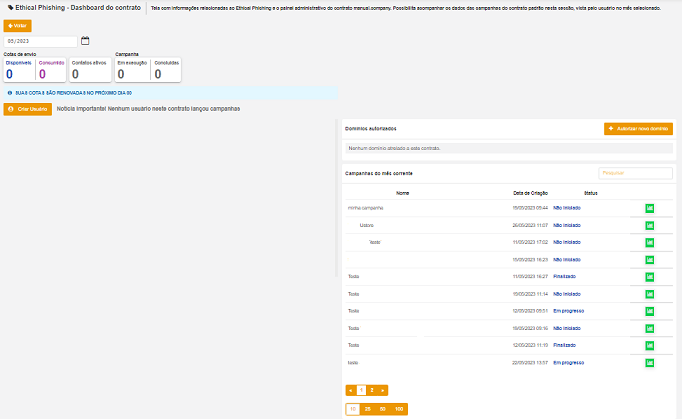 Ethical Phishing - Dashboard do contrato
Tela com informações relacionadas ao Ethical Phishing e o painel administrativo do contrato manual.company. Possibilita acompanhar os dados das campanhas do contrato padrão nesta sessão, vista pelo usuário no mês selecionado.
Voltar
05/2023
Cotas de envio
Campanha
Disponíveis Consumido Contatos ativos Em execução Concluídas
0 0 0 0 0
SUAS COTAS SÃO RENOVADAS NO PRÓXIMO DIA 00
Criar Usuário
Notícia importante! Nenhum usuário neste contrato lançou campanhas
Domínios autorizados
+ Autorizar novo domínio
Nenhum domínio atrelado a este contrato.
Campanhas do mês corrente
Pesquisar
Nome Data de Criação Status
minha campanha 19/05/2023 09:44 Não Iniciado
26/05/2023 11:07 Não Iniciado
Teste 11/05/2023 17:02 Não Iniciado
15/05/2023 16:23 Não Iniciado
Teste 11/05/2023 16:27 Finalizado
Teste 19/05/2023 11:14 Não Iniciado
Teste 12/05/2023 09:51 Em progresso
Teste 19/05/2023 09:16 Não Iniciado
Teste 12/05/2023 11:19 Finalizado
teste 22/05/2023 13:57 Em progresso
« 1 2 »
10 25 50 100